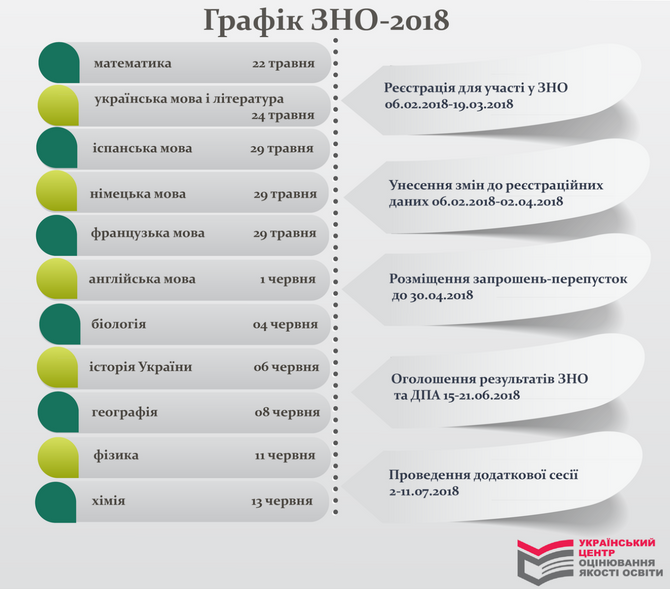 Графік ЗНО-2018
математика 22 травня
українська мова і література
24 травня
іспанська мова 29 травня
німецька мова 29 травня
французька мова 29 травня
англійська мова 1 червня
біологія 04 червня
історія України 06 червня
географія 08 червня
фізика 11 червня
хімія 13 червня
Реєстрація для участі у ЗНО
06.02.2018-19.03.2018
Унесення змін до реєстраційних
даних 06.02.2018-02.04.2018
Розміщення запрошень-перепусток
до 30.04.2018
Оголошення результатів ЗНО
та ДПА 15-21.06.2018
Проведення додаткової сесії
2-11.07.2018
УКРАЇНСЬКИЙ
ЦЕНТР
ОЦІНЮВАННЯ
ЯКОСТІ ОСВІТИ